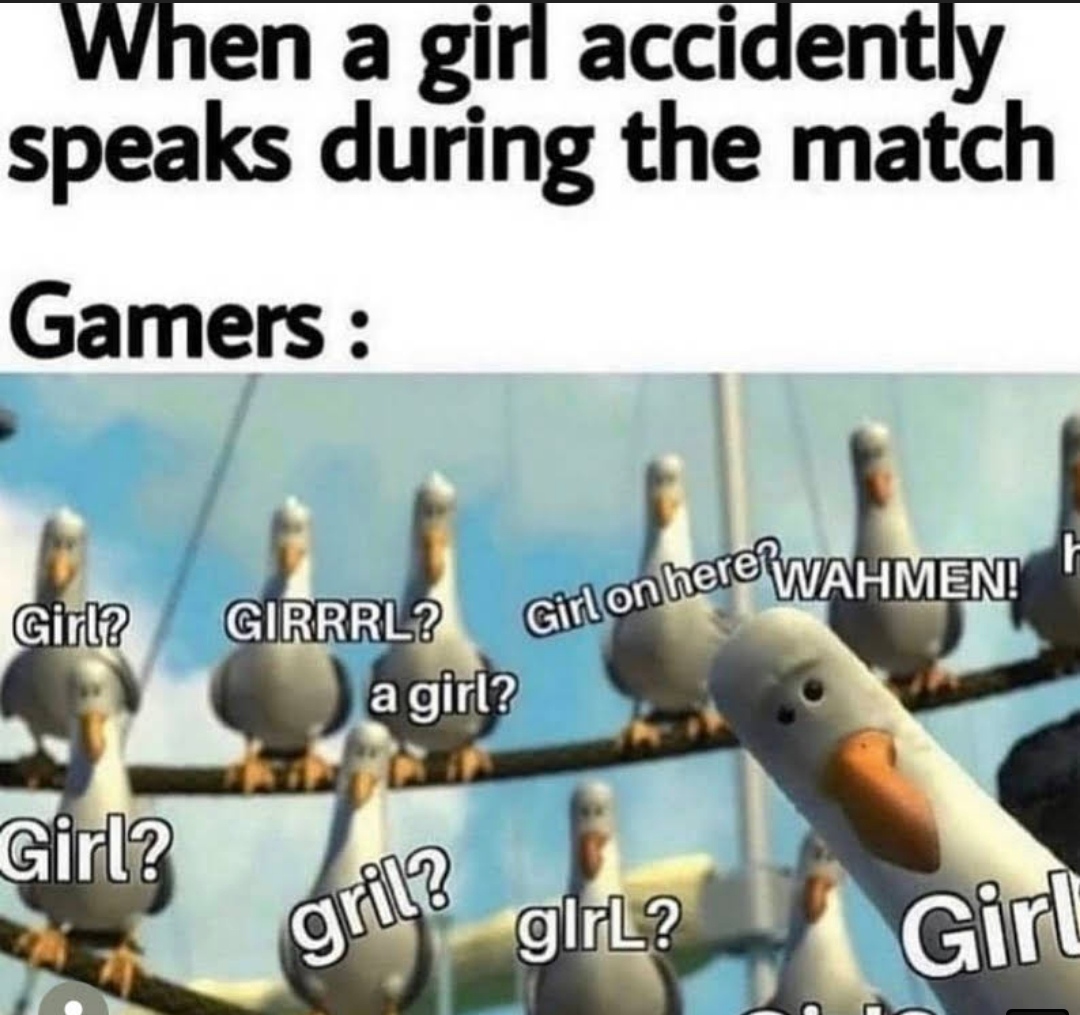 When a girl accidently
speaks during the match
Gamers :
Girl?
GIRRRL?
a girl?
Girl on here?
WAHMEN!
Girl?
gril?
gIrL?
Girl